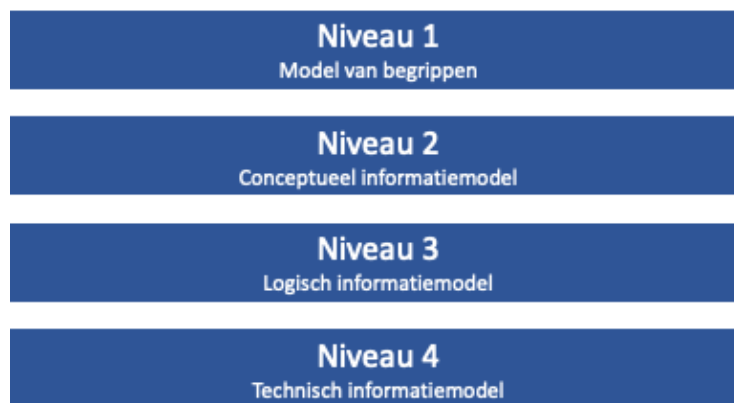 Niveau 1
Model van begrippen
Niveau 2
Conceptueel informatiemodel
Niveau 3
Logisch informatiemodel
Niveau 4
Technisch informatiemodel